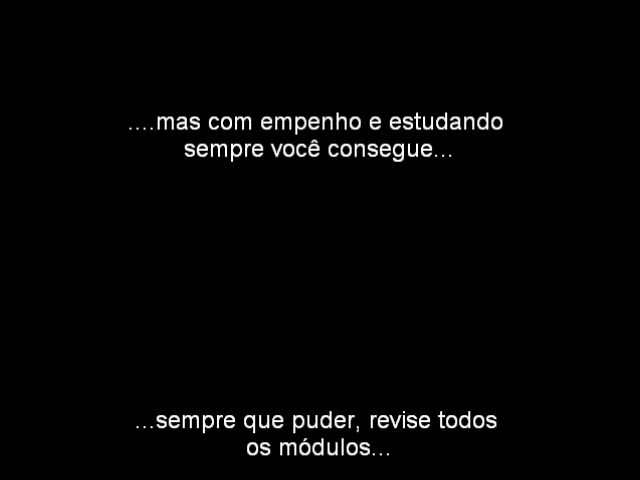 ....mas com empenho e estudando
sempre você consegue...
...sempre que puder, revise todos
os módulos...